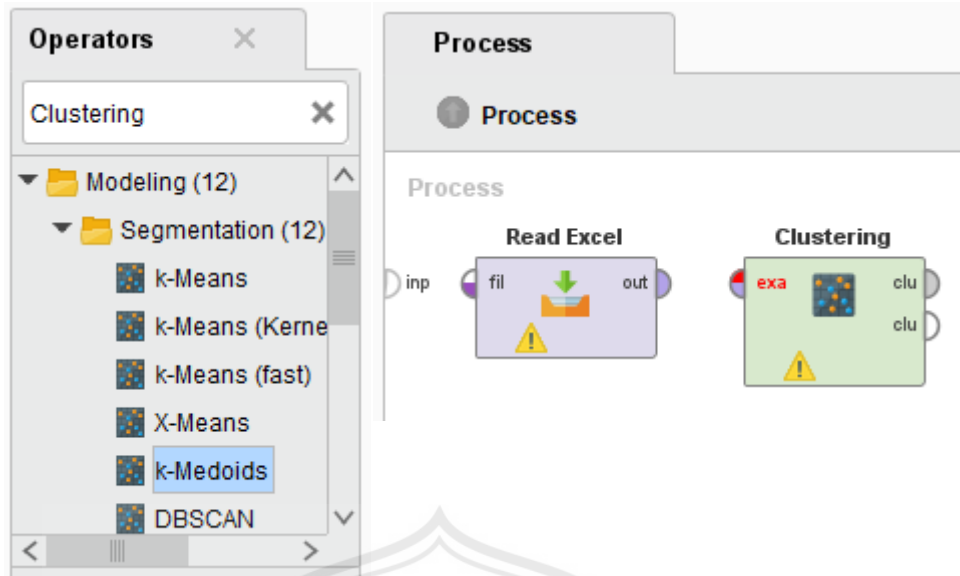 Operators
Clustering
Modeling (12)
Segmentation (12)
k-Means
k-Means (Kerne
k-Means (fast)
X-Means
k-Medoids
DBSCAN
Process
Process
Process
Read Excel
Clustering
inp
fil
out
exa
clu
clu